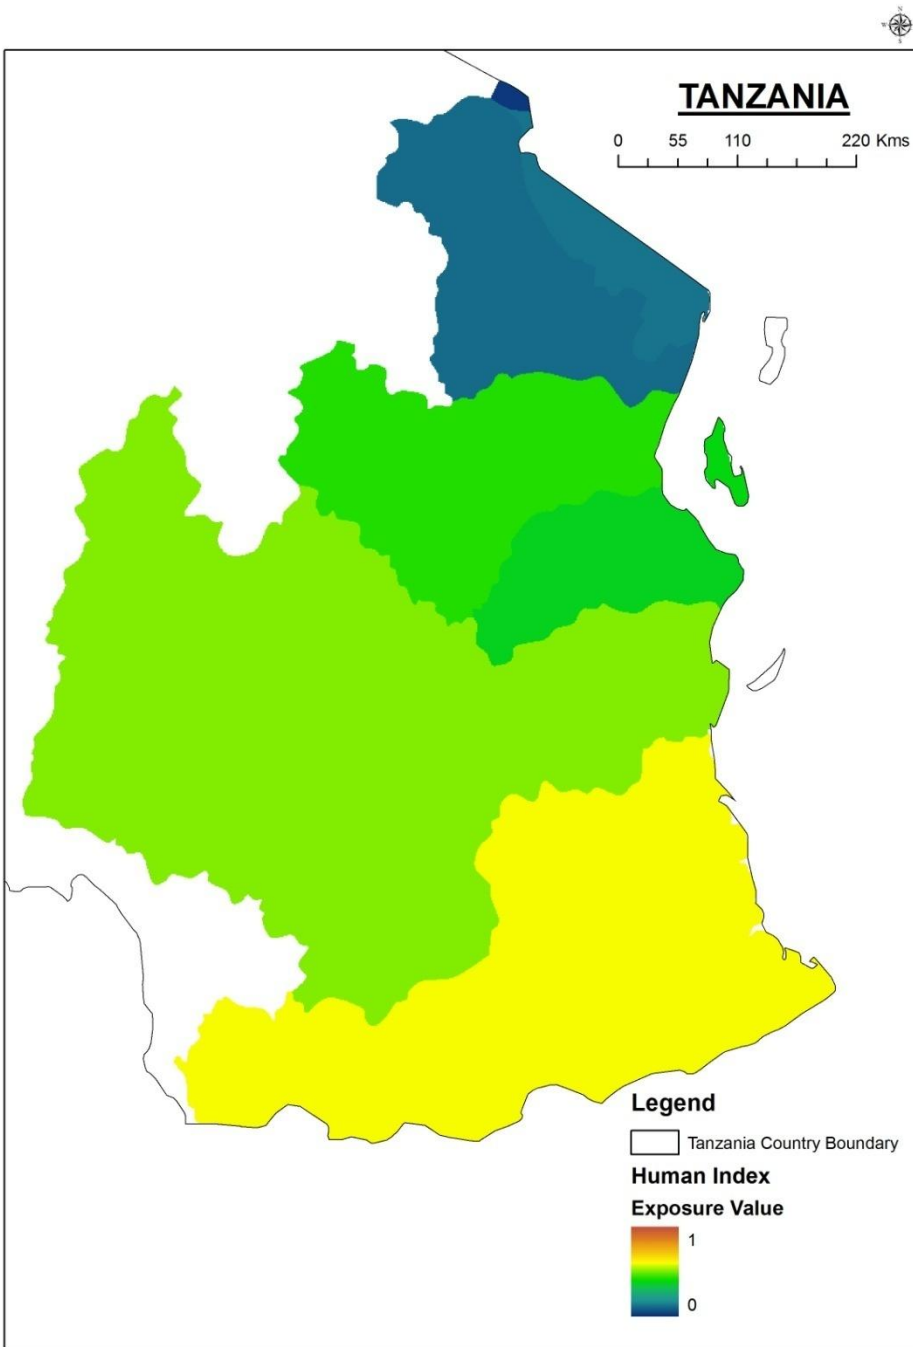 N
W
S
TANZANIA
0 55 110 220 Kms
Legend
Tanzania Country Boundary
Human Index
Exposure Value
1
0